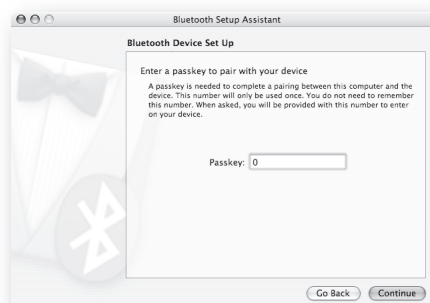 Bluetooth Setup Assistant
Bluetooth Device Set Up
Enter a passkey to pair with your device
A passkey is needed to complete a pairing between this computer and the
device. This number will only be used once. You do not need to remember
this number. When asked, you will be provided with this number to enter
on your device.
Passkey: 0
Go Back Continue